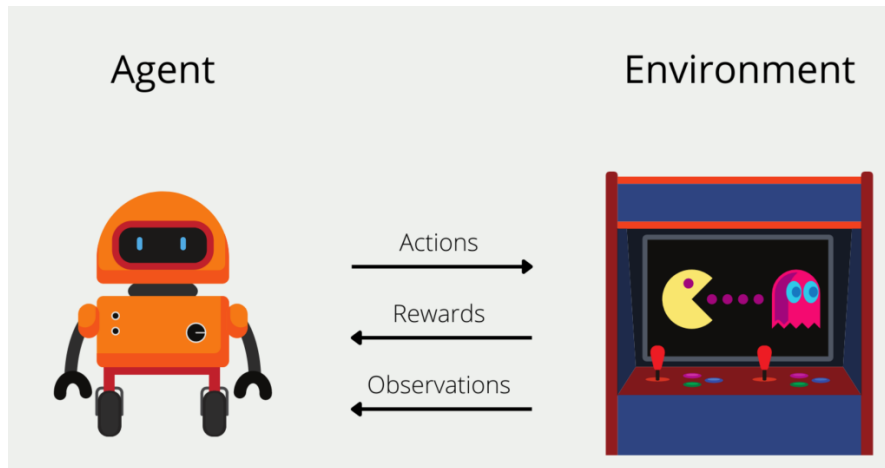 Agent
Environment
Actions
Rewards
Observations